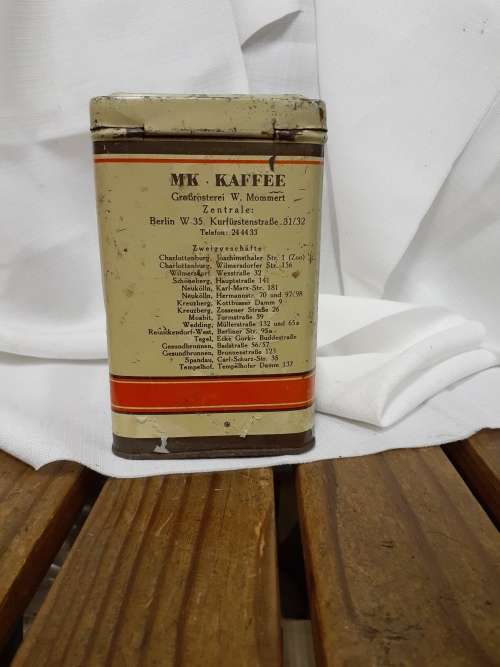 MK · KAFFEE
Großrösterei W. Mommert
Zentrale:
Berlin W 35, Kurfürstenstraße 31/32
Telefon: 24 44 33
Zweiggeschäfte:
Charlottenburg, Joachimsthaler Str. 1 (Zoo)
Charlottenburg, Wilmersdorfer Str. 156
Wilmersdorf, Wexstraße 32
Schöneberg, Hauptstraße 141
Neukölln, Karl-Marx-Str. 181
Neukölln, Hermannstr. 70 und 97/98
Kreuzberg, Kottbusser Damm 9
Kreuzberg, Zossener Straße 26
Moabit, Turmstraße 59
Wedding, Müllerstraße 132 und 65a
Reinickendorf-West, Berliner Str. 95a
Tegel, Ecke Gorki- Buddestraße
Gesundbrunnen, Badstraße 56/57
Gesundbrunnen, Brunnenstraße 123
Spandau, Carl-Schurz-Str. 35
Tempelhof, Tempelhofer Damm 137